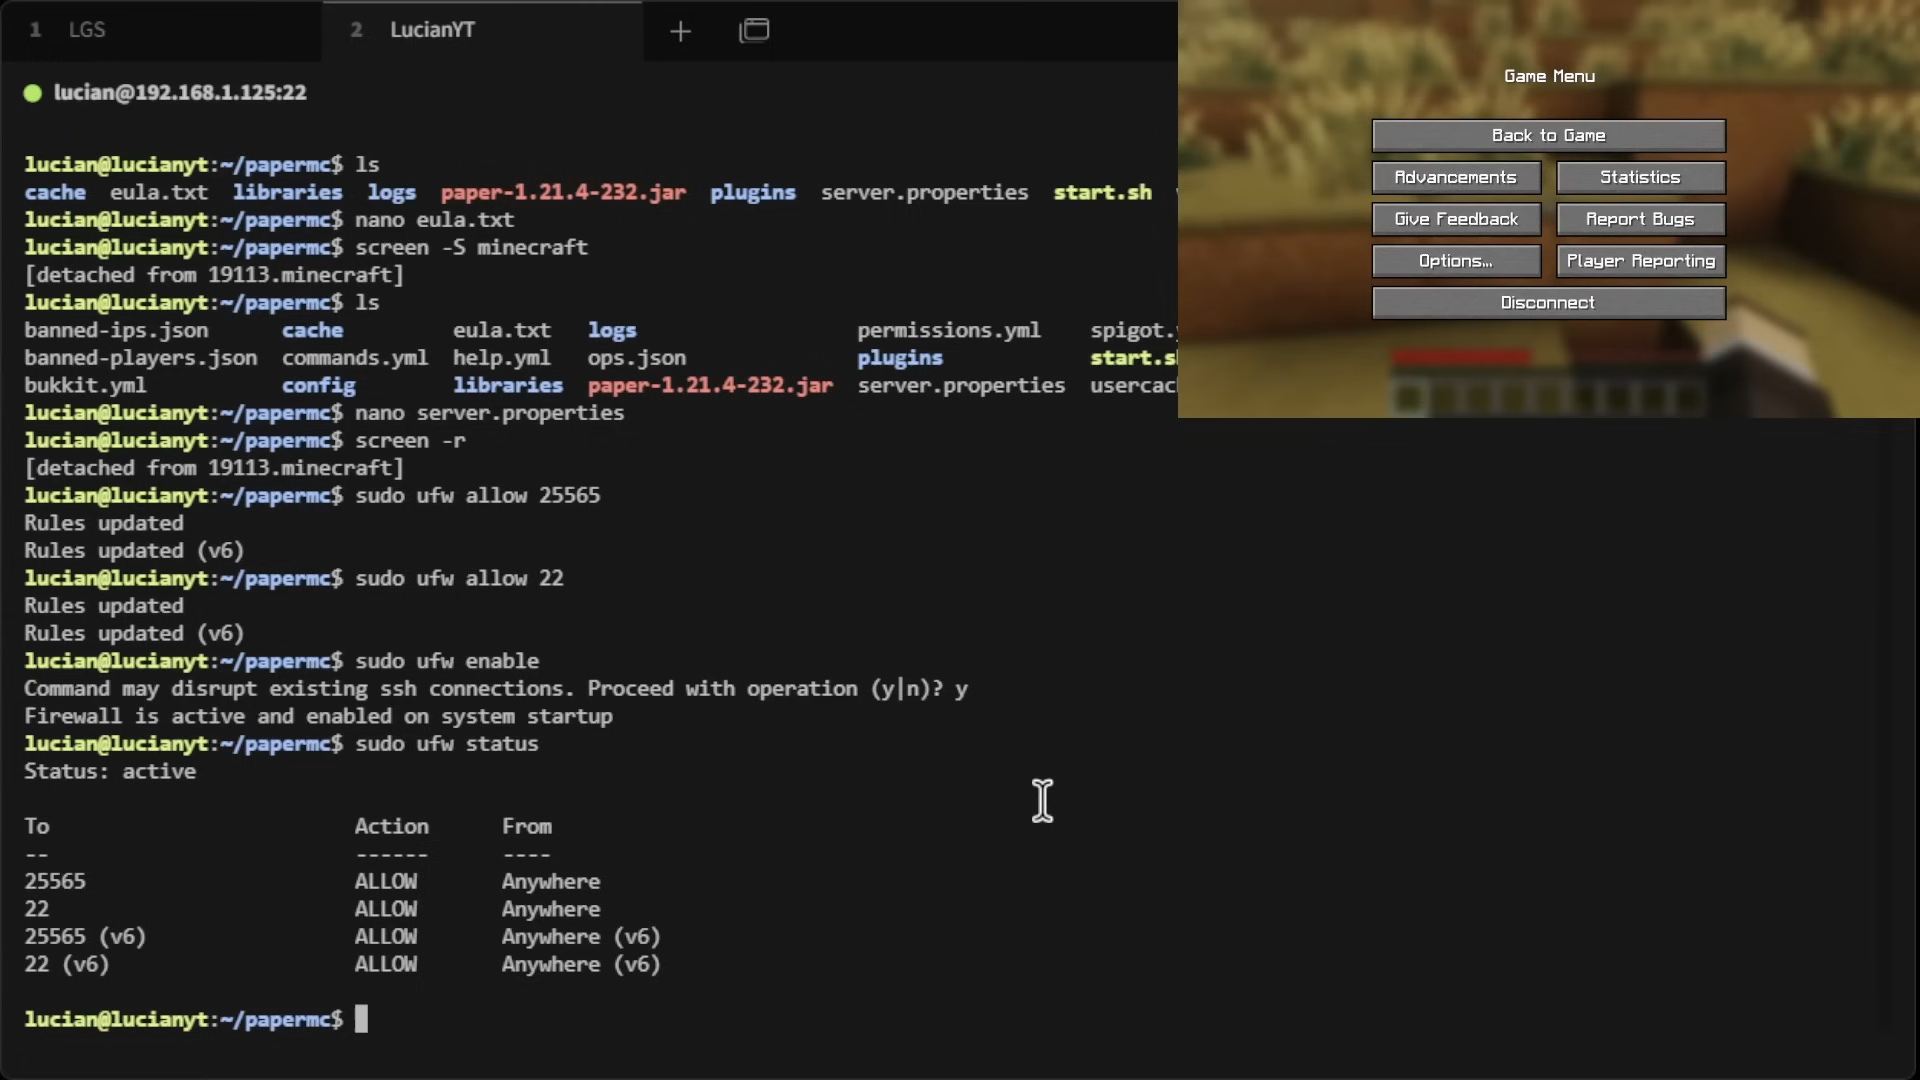 1 LGS
2 LucianYT
lucian@192.168.1.125:22
lucian@lucianyt:~/papermc$ ls
cache eula.txt libraries logs paper-1.21.4-232.jar plugins server.properties start.sh
lucian@lucianyt:~/papermc$ nano eula.txt
lucian@lucianyt:~/papermc$ screen -S minecraft
[detached from 19113.minecraft]
lucian@lucianyt:~/papermc$ ls
banned-ips.json cache eula.txt logs permissions.yml spigot.
banned-players.json commands.yml help.yml ops.json plugins start.s
bukkit.yml config libraries paper-1.21.4-232.jar server.properties usercac
lucian@lucianyt:~/papermc$ nano server.properties
lucian@lucianyt:~/papermc$ screen -r
[detached from 19113.minecraft]
lucian@lucianyt:~/papermc$ sudo ufw allow 25565
Rules updated
Rules updated (v6)
lucian@lucianyt:~/papermc$ sudo ufw allow 22
Rules updated
Rules updated (v6)
lucian@lucianyt:~/papermc$ sudo ufw enable
Command may disrupt existing ssh connections. Proceed with operation (y|n)? y
Firewall is active and enabled on system startup
lucian@lucianyt:~/papermc$ sudo ufw status
Status: active
To Action From
-- ------ ----
25565 ALLOW Anywhere
22 ALLOW Anywhere
25565 (v6) ALLOW Anywhere (v6)
22 (v6) ALLOW Anywhere (v6)
lucian@lucianyt:~/papermc$
Game Menu
Back to Game
Advancements Statistics
Give Feedback Report Bugs
Options... Player Reporting
Disconnect